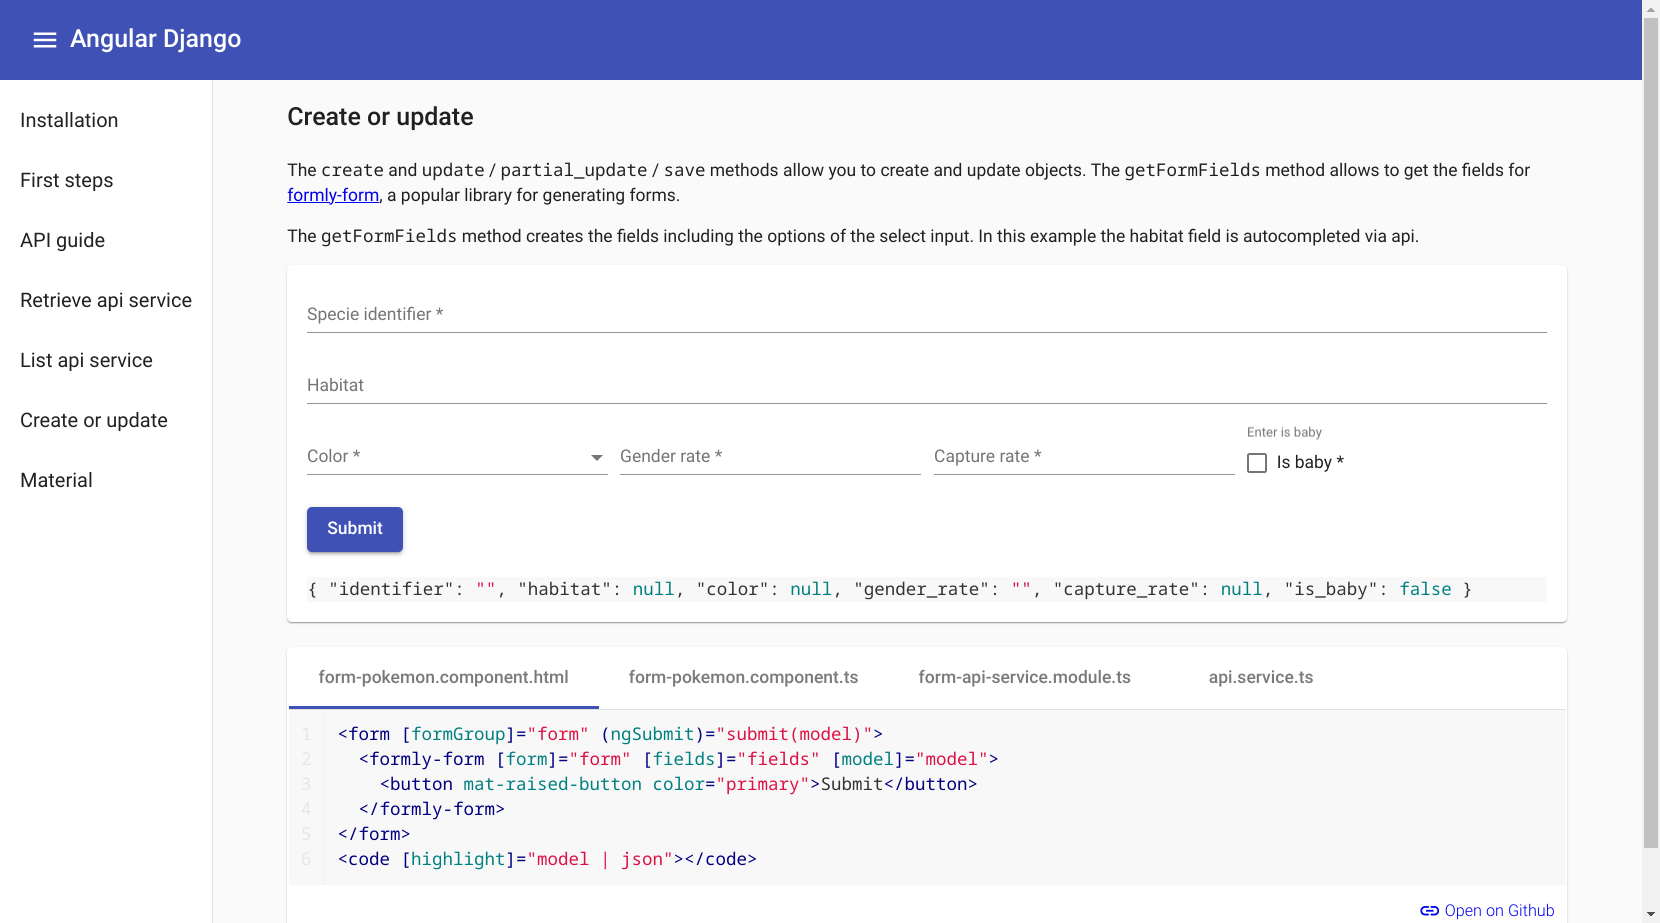 Angular Django
Installation
First steps
API guide
Retrieve api service
List api service
Create or update
Material
Create or update
The create and update / partial_update / save methods allow you to create and update objects. The getFormFields method allows to get the fields for
formly-form, a popular library for generating forms.
The getFormFields method creates the fields including the options of the select input. In this example the habitat field is autocompleted via api.
Specie identifier *
Habitat
Enter is baby
Color * Gender rate * Capture rate * Is baby *
Submit
{ "identifier": "", "habitat": null, "color": null, "gender_rate": "", "capture_rate": null, "is_baby": false }
form-pokemon.component.html form-pokemon.component.ts form-api-service.module.ts api.service.ts
1 <form [formGroup]="form" (ngSubmit)="submit(model)">
2 <formly-form [form]="form" [fields]="fields" [model]="model">
3 <button mat-raised-button color="primary">Submit</button>
4 </formly-form>
5 </form>
6 <code [highlight]="model | json"></code>
Open on Github